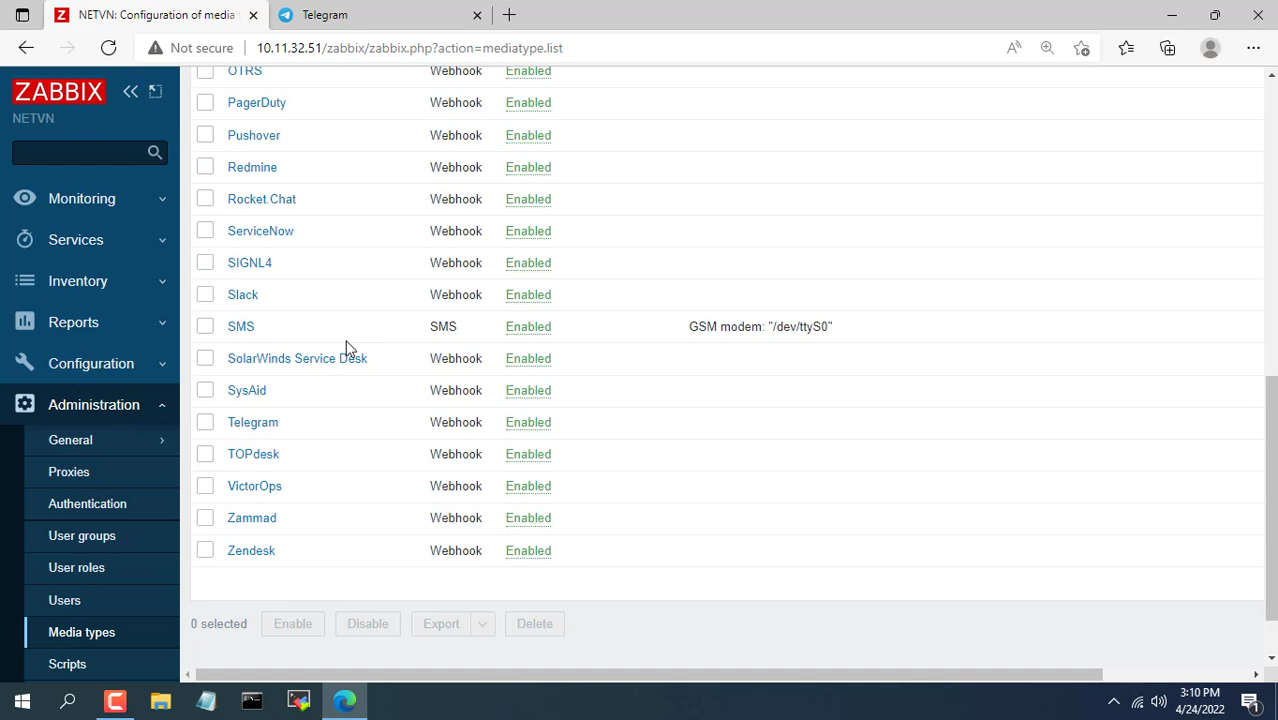 NETVN: Configuration of media
Telegram
Not secure
10.11.32.51/zabbix/zabbix.php?action=mediatype.list
ZABBIX
NETVN
Monitoring
Services
Inventory
Reports
Configuration
Administration
General
Proxies
Authentication
User groups
User roles
Users
Media types
Scripts
OTRS Webhook Enabled
PagerDuty Webhook Enabled
Pushover Webhook Enabled
Redmine Webhook Enabled
Rocket.Chat Webhook Enabled
ServiceNow Webhook Enabled
SIGNL4 Webhook Enabled
Slack Webhook Enabled
SMS SMS Enabled GSM modem: "/dev/ttyS0"
SolarWinds Service Desk Webhook Enabled
SysAid Webhook Enabled
Telegram Webhook Enabled
TOPdesk Webhook Enabled
VictorOps Webhook Enabled
Zammad Webhook Enabled
Zendesk Webhook Enabled
0 selected Enable Disable Export Delete
3:10 PM
4/24/2022